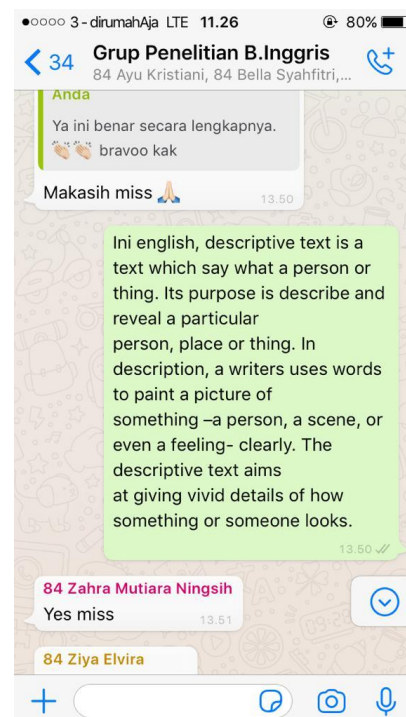 3 - dirumahAja LTE 11.26 80%
34 Grup Penelitian B.Inggris
84 Ayu Kristiani, 84 Bella Syahfitri,...
Anda
Ya ini benar secara lengkapnya.
👏🏻👏🏻 bravoo kak
Makasih miss 🙏🏻 13.50
Ini english, descriptive text is a
text which say what a person or
thing. Its purpose is describe and
reveal a particular
person, place or thing. In
description, a writers uses words
to paint a picture of
something –a person, a scene, or
even a feeling- clearly. The
descriptive text aims
at giving vivid details of how
something or someone looks.
13.50
84 Zahra Mutiara Ningsih
Yes miss 13.51
84 Ziya Elvira